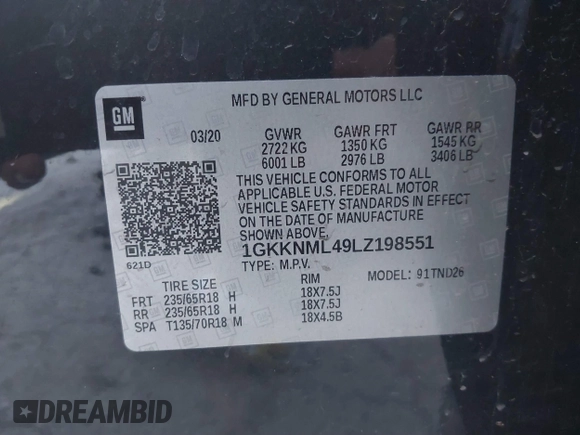 GM
MFD BY GENERAL MOTORS LLC
03/20 GVWR GAWR FRT GAWR RR
2722 KG 1350 KG 1545 KG
6001 LB 2976 LB 3406 LB
THIS VEHICLE CONFORMS TO ALL
APPLICABLE U.S. FEDERAL MOTOR
VEHICLE SAFETY STANDARDS IN EFFECT
ON THE DATE OF MANUFACTURE
SHOWN ABOVE.
621D 1GKKNML49LZ198551
TYPE: M.P.V. MODEL: 91TND26
TIRE SIZE RIM
FRT 235/65R18 H 18X7.5J
RR 235/65R18 H 18X7.5J
SPA T135/70R18 M 18X4.5B
DREAMBID